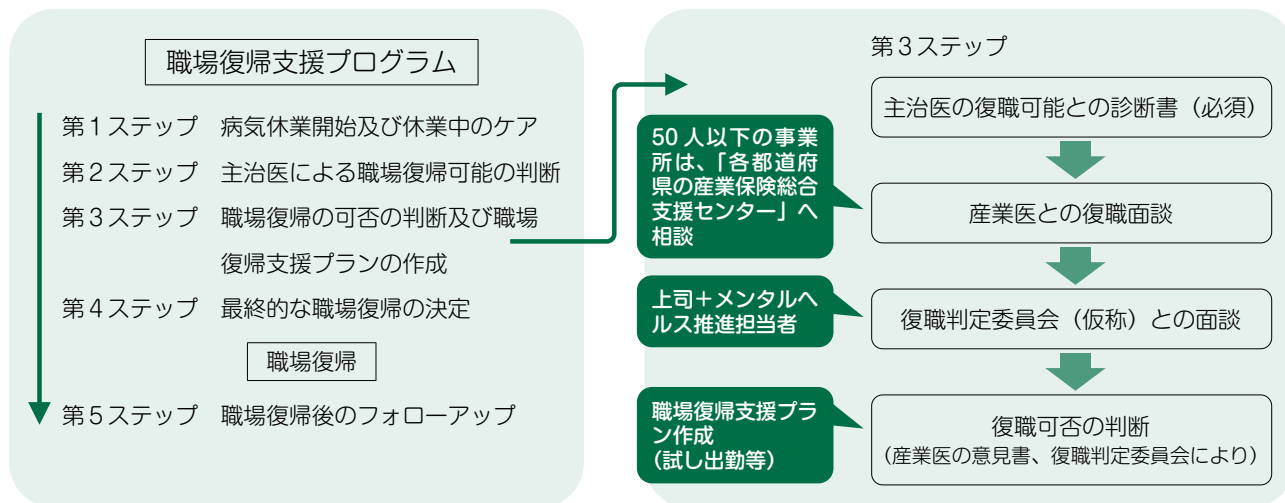 職場復帰支援プログラム
第1ステップ 病気休業開始及び休業中のケア
第2ステップ 主治医による職場復帰可能の判断
第3ステップ 職場復帰の可否の判断及び職場
復帰支援プランの作成
第4ステップ 最終的な職場復帰の決定
職場復帰
第5ステップ 職場復帰後のフォローアップ
第3ステップ
主治医の復職可能との診断書（必須）
50人以下の事業
所は、「各都道府
県の産業保険総合
支援センター」へ
相談
産業医との復職面談
上司＋メンタルヘ
ルス推進担当者
復職判定委員会（仮称）との面談
職場復帰支援プラ
ン作成
（試し出勤等）
復職可否の判断
（産業医の意見書、復職判定委員会により）